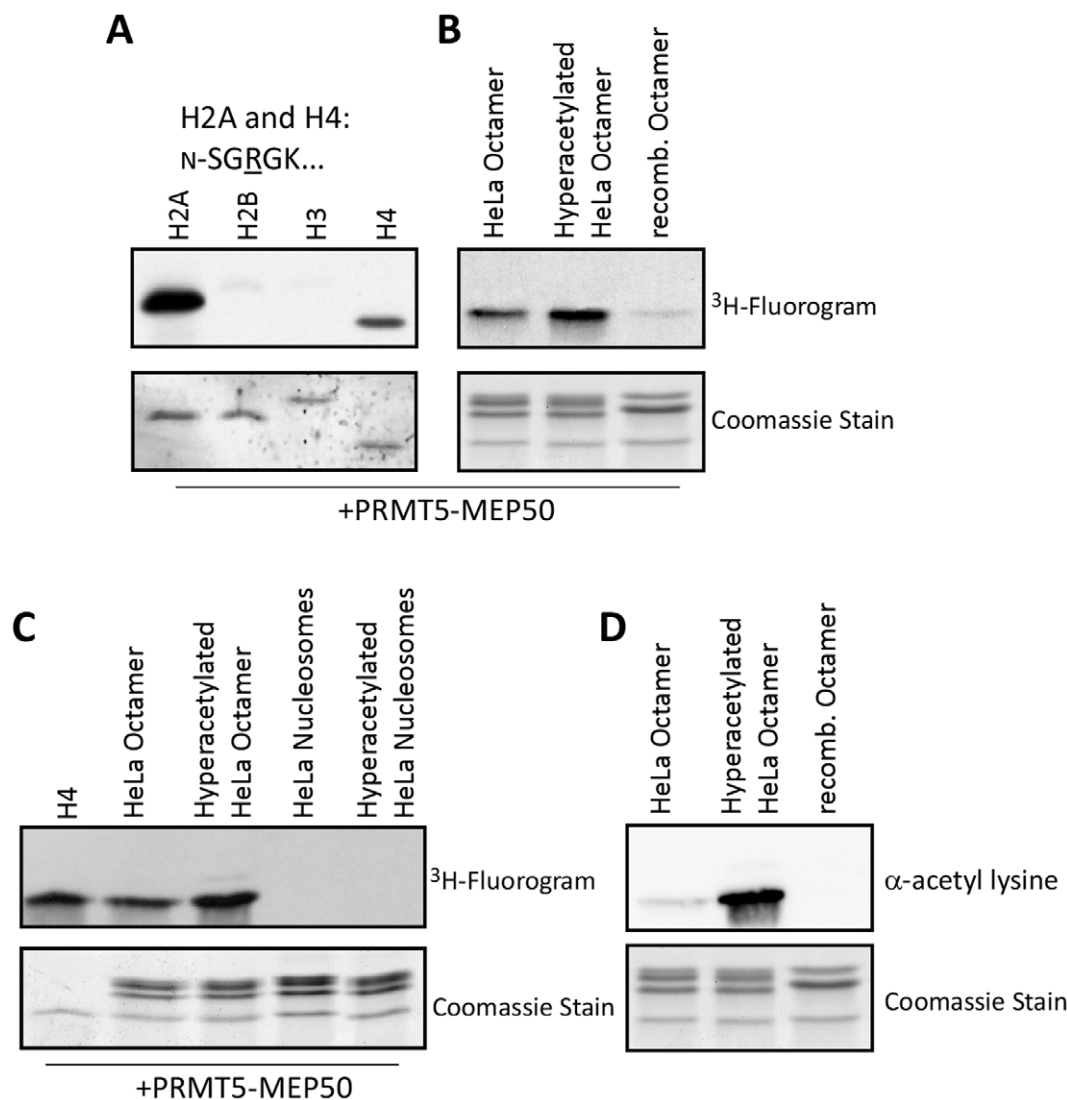 A
H2A and H4:
N-SGRGK...
H2A
H2B
H3
H4
B
HeLa Octamer
Hyperacetylated
HeLa Octamer
recomb. Octamer
³H-Fluorogram
Coomassie Stain
+PRMT5-MEP50
C
H4
HeLa Octamer
Hyperacetylated
HeLa Octamer
HeLa Nucleosomes
Hyperacetylated
HeLa Nucleosomes
³H-Fluorogram
Coomassie Stain
+PRMT5-MEP50
D
HeLa Octamer
Hyperacetylated
HeLa Octamer
recomb. Octamer
α-acetyl lysine
Coomassie Stain